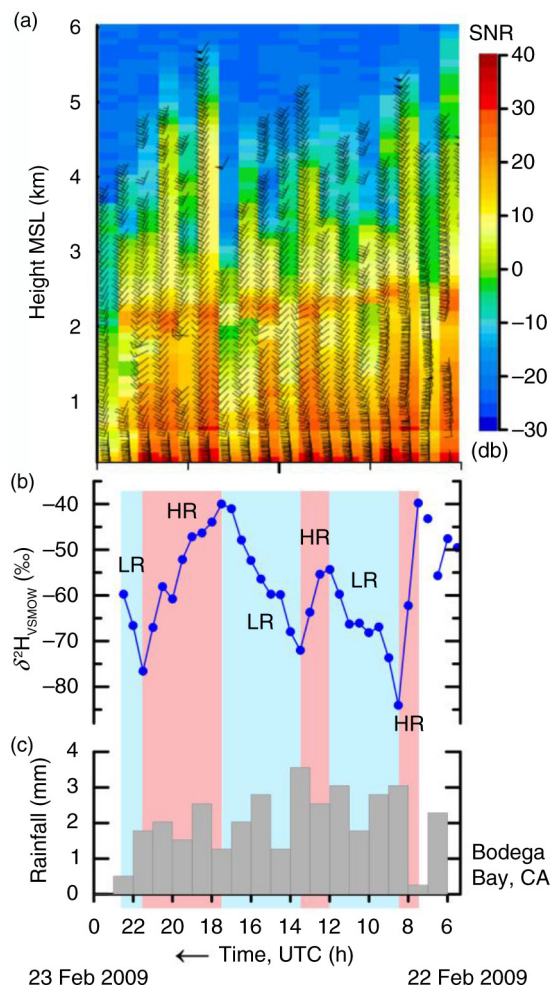 (a)
6
5
4
3
2
1
Height MSL (km)
SNR
40
30
20
10
−0
−10
−20
−30
(db)
(b)
−40
−50
−60
−70
−80
δ²H_VSMOW (‰)
LR
HR
LR
HR
LR
HR
(c)
4
3
2
1
0
Rainfall (mm)
Bodega
Bay, CA
0 22 20 18 16 14 12 10 8 6
← Time, UTC (h)
23 Feb 2009
22 Feb 2009